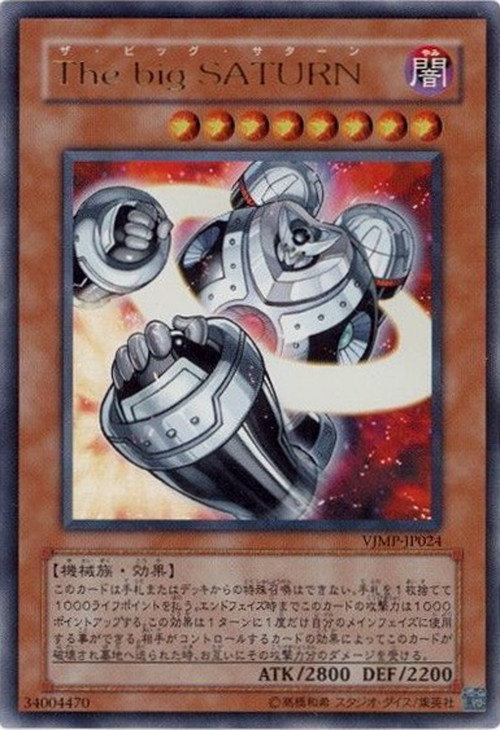 ザ・ビッグ・サターン
The big SATURN
やみ
闇
VJMP-JP024
【機械族・効果】
このカードは手札またはデッキからの特殊召喚はできない。手札を1枚捨てて
1000ライフポイントを払う。エンドフェイズ時までこのカードの攻撃力は1000
ポイントアップする。この効果は1ターンに1度だけ自分のメインフェイズに使用
する事ができる。相手がコントロールするカードの効果によってこのカードが
破壊され墓地へ送られた時、お互いにその攻撃力分のダメージを受ける。
ATK/2800 DEF/2200
34004470
©高橋和希 スタジオ・ダイス/集英社